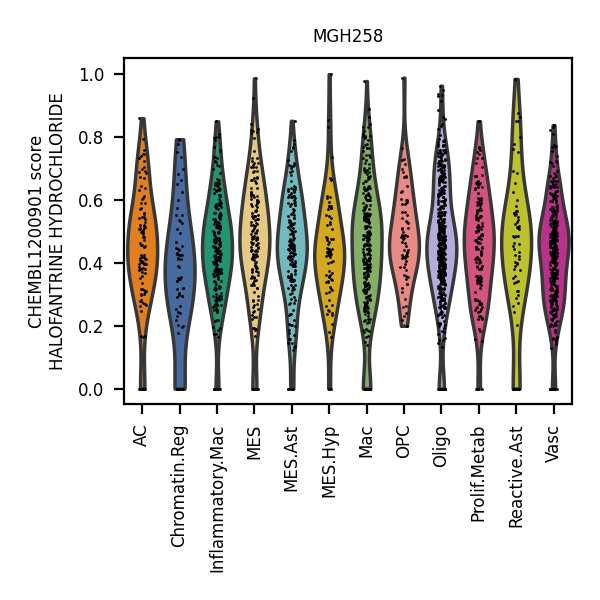 MGH258
CHEMBL1200901 score
HALOFANTRINE HYDROCHLORIDE
1.0
0.8
0.6
0.4
0.2
0.0
AC
Chromatin.Reg
Inflammatory.Mac
MES
MES.Ast
MES.Hyp
Mac
OPC
Oligo
Prolif.Metab
Reactive.Ast
Vasc